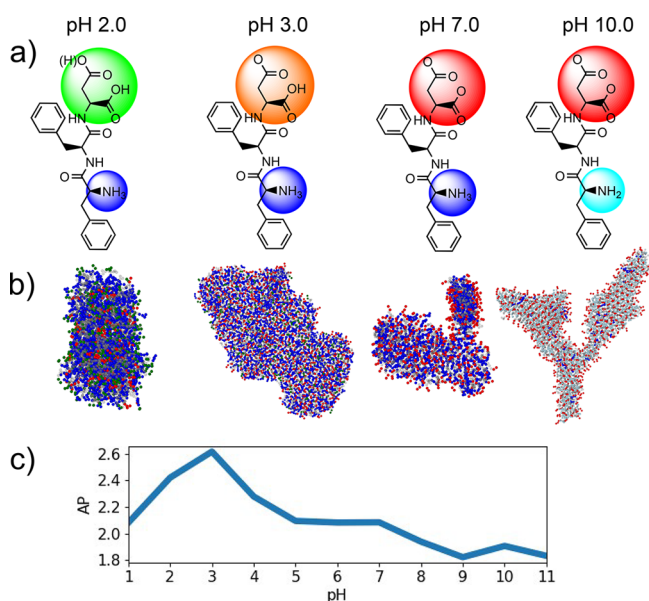 pH 2.0 pH 3.0 pH 7.0 pH 10.0
a)
(H)O O O O
O O O O
OH OH O O
O O O O
NH HN HN HN
O O O O
NH NH NH NH
O O O O
NH3 NH3 NH3 NH2
b)
c)
2.6
2.4
2.2
2.0
1.8
AP
1 2 3 4 5 6 7 8 9 10 11
pH